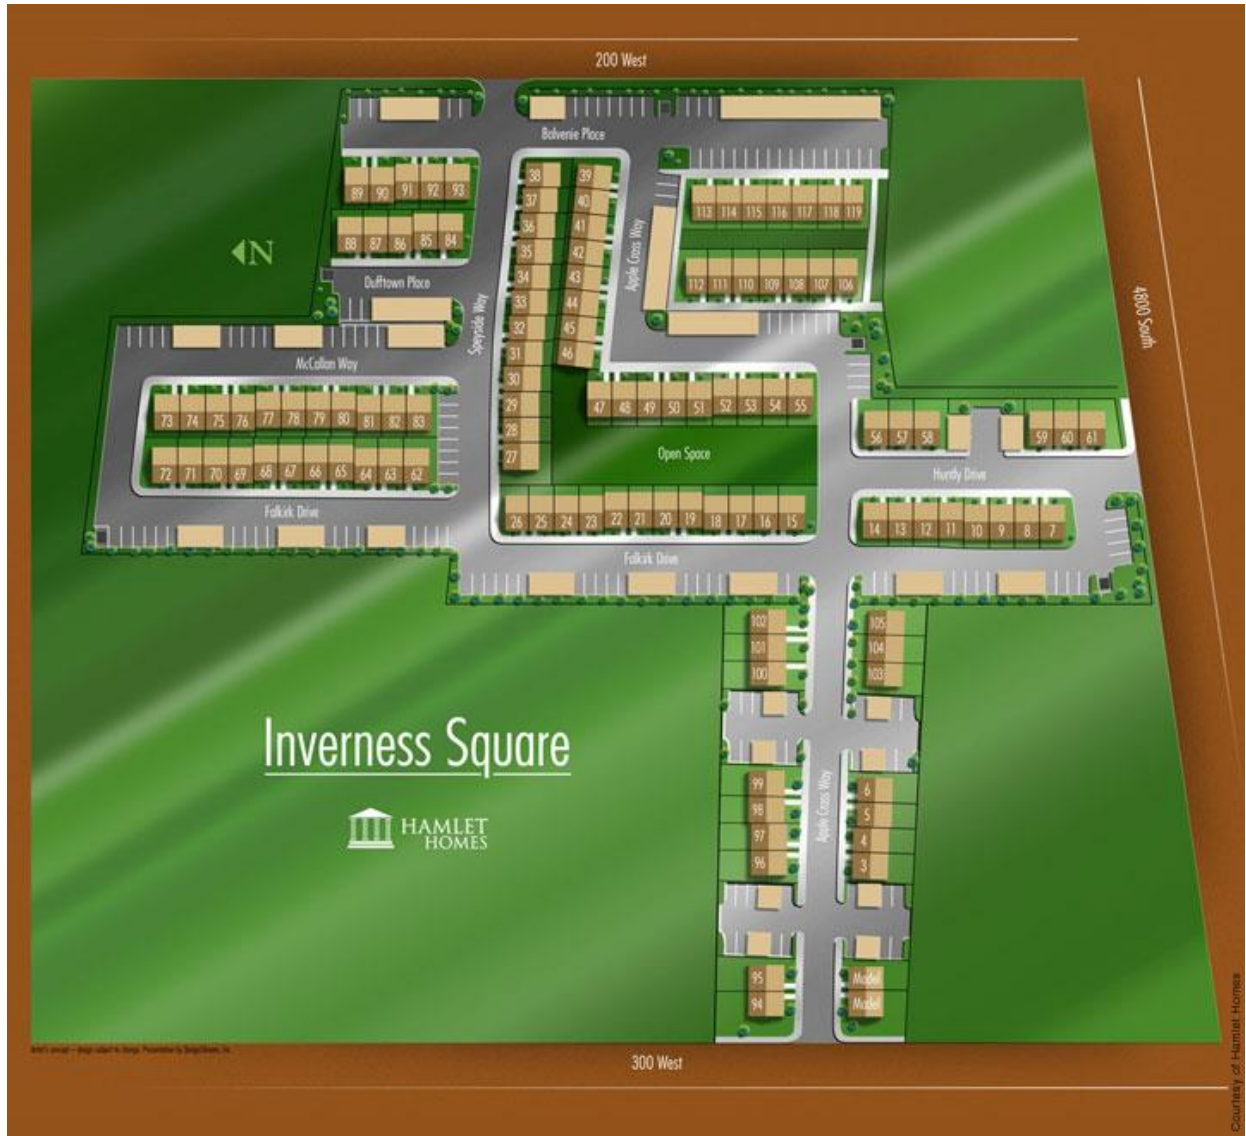 200 West
Balvenie Place
38 39
89 90 91 92 93
37 40
113 114 115 116 117 118 119
36 41
88 87 86 85 84
N
35 42
Apple Cross Way
34 43
112 111 110 109 108 107 106
Dufftown Place
33 44
Speyside Way
32 45
4800 South
31 46
McCallan Way
30
73 74 75 76 77 78 79 80 81 82 83
29
47 48 49 50 51 52 53 54 55
28
56 57 58 59 60 61
27
Open Space
72 71 70 69 68 67 66 65 64 63 62
Huntly Drive
Falkirk Drive
26 25 24 23 22 21 20 19 18 17 16 15
14 13 12 11 10 9 8 7
Falkirk Drive
102 105
101 104
100 103
Inverness Square
99 6
98 5
97 4
96 3
Apple Cross Way
HAMLET
HOMES
95 Model
94 Model
300 West
Courtesy of Hamlet Homes